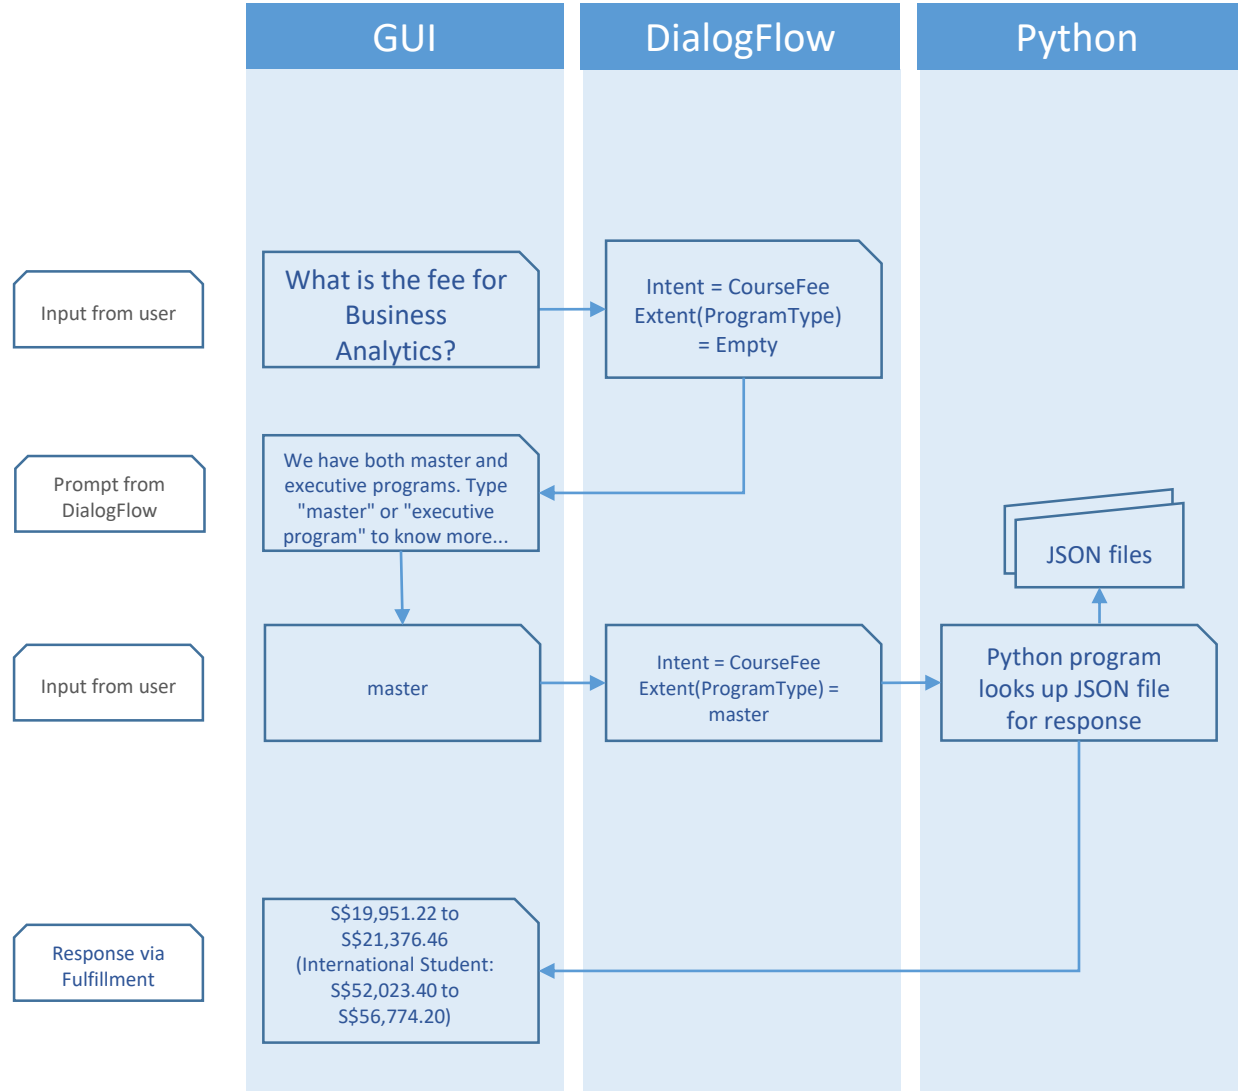 GUI
DialogFlow
Python
Input from user
What is the fee for
Business
Analytics?
Intent = CourseFee
Extent(ProgramType)
= Empty
Prompt from
DialogFlow
We have both master and
executive programs. Type
"master" or "executive
program" to know more...
JSON files
Input from user
master
Intent = CourseFee
Extent(ProgramType) =
master
Python program
looks up JSON file
for response
Response via
Fulfillment
S$19,951.22 to
S$21,376.46
(International Student:
S$52,023.40 to
S$56,774.20)